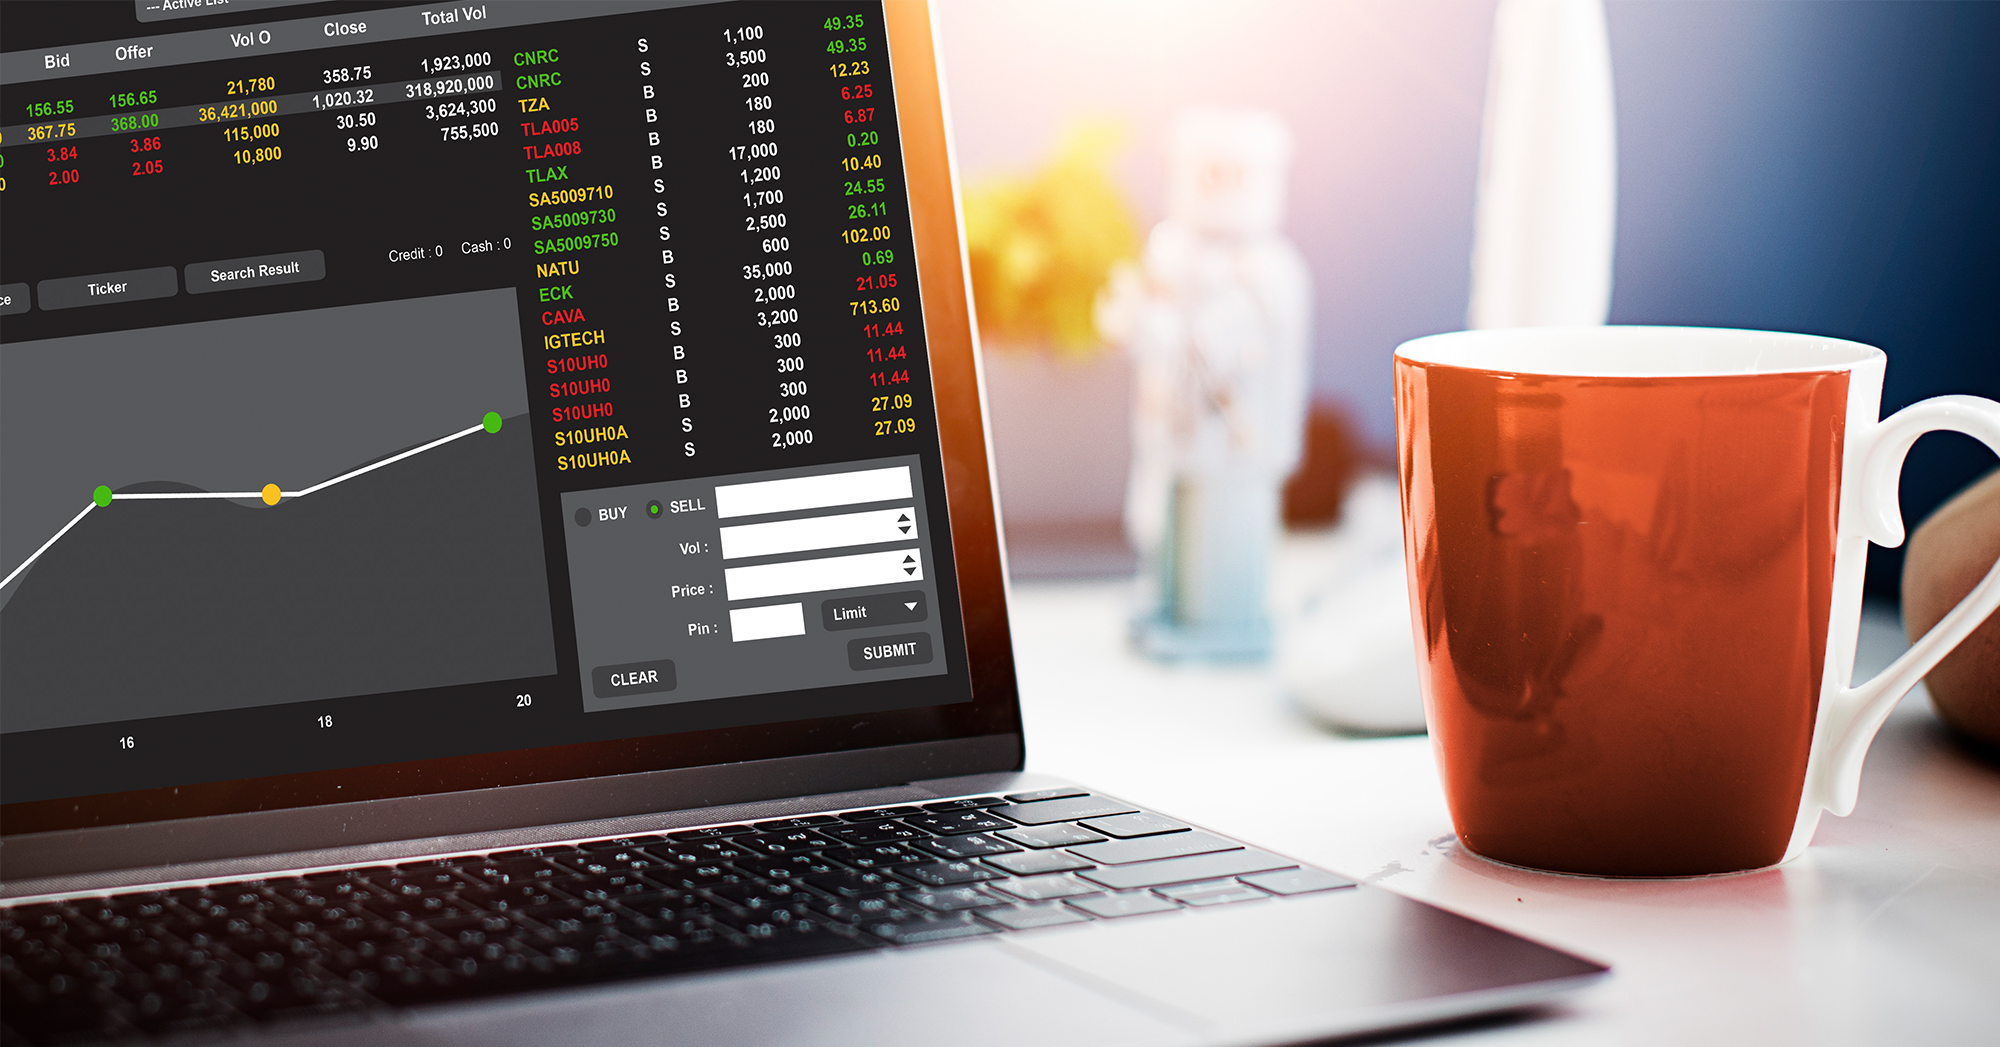 --- Active List
Bid Offer Vol O Close Total Vol
156.55 156.65 21,780 358.75 1,923,000
367.75 368.00 36,421,000 1,020.32 318,920,000
3.84 3.86 115,000 30.50 3,624,300
2.00 2.05 10,800 9.90 755,500
CNRC S 1,100 49.35
CNRC S 3,500 49.35
TZA B 200 12.23
TLA005 B 180 6.25
TLA008 B 180 6.87
TLAX B 17,000 0.20
SA5009710 S 1,200 10.40
SA5009730 S 1,700 24.55
SA5009750 S 2,500 26.11
NATU B 600 102.00
ECK S 35,000 0.69
CAVA B 2,000 21.05
IGTECH S 3,200 713.60
S10UH0 B 300 11.44
S10UH0 B 300 11.44
S10UH0 B 300 11.44
S10UH0A S 2,000 27.09
S10UH0A S 2,000 27.09
Credit : 0 Cash : 0
Ticker Search Result
16 18 20
BUY SELL
Vol :
Price :
Pin : Limit
CLEAR SUBMIT